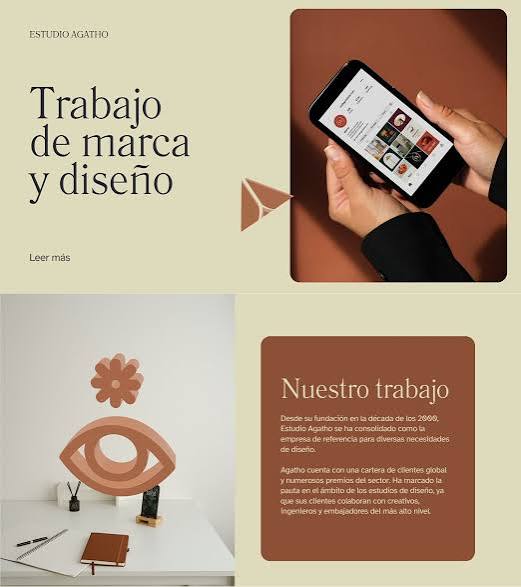 ESTUDIO AGATHO
Trabajo
de marca
y diseño
Leer más
Nuestro trabajo
Desde su fundación en la década de los 2000,
Estudio Agatho se ha consolidado como la
empresa de referencia para diversas necesidades
de diseño.
Agatho cuenta con una cartera de clientes global
y numerosos premios del sector. Ha marcado la
pauta en el ámbito de los estudios de diseño, ya
que sus clientes colaboran con creativos,
ingenieros y embajadores del más alto nivel.